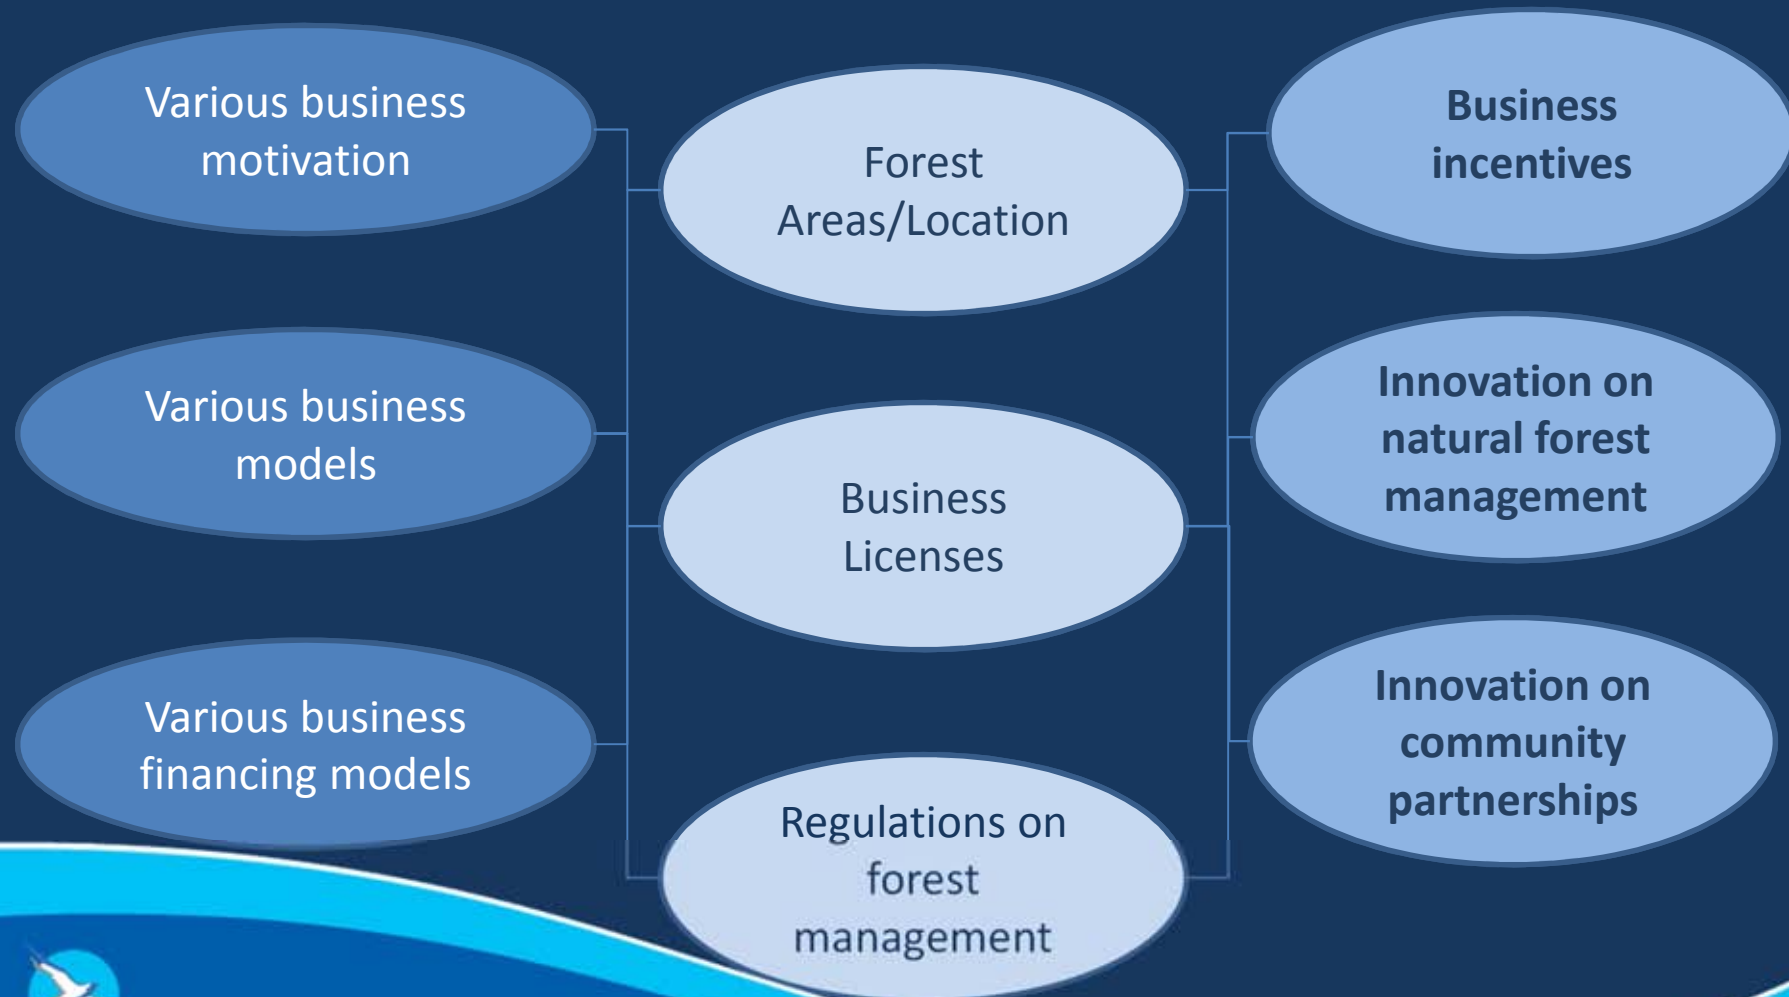 Various business
motivation
Various business
models
Various business
financing models
Forest
Areas/Location
Business
Licenses
Regulations on
forest
management
Business
incentives
Innovation on
natural forest
management
Innovation on
community
partnerships